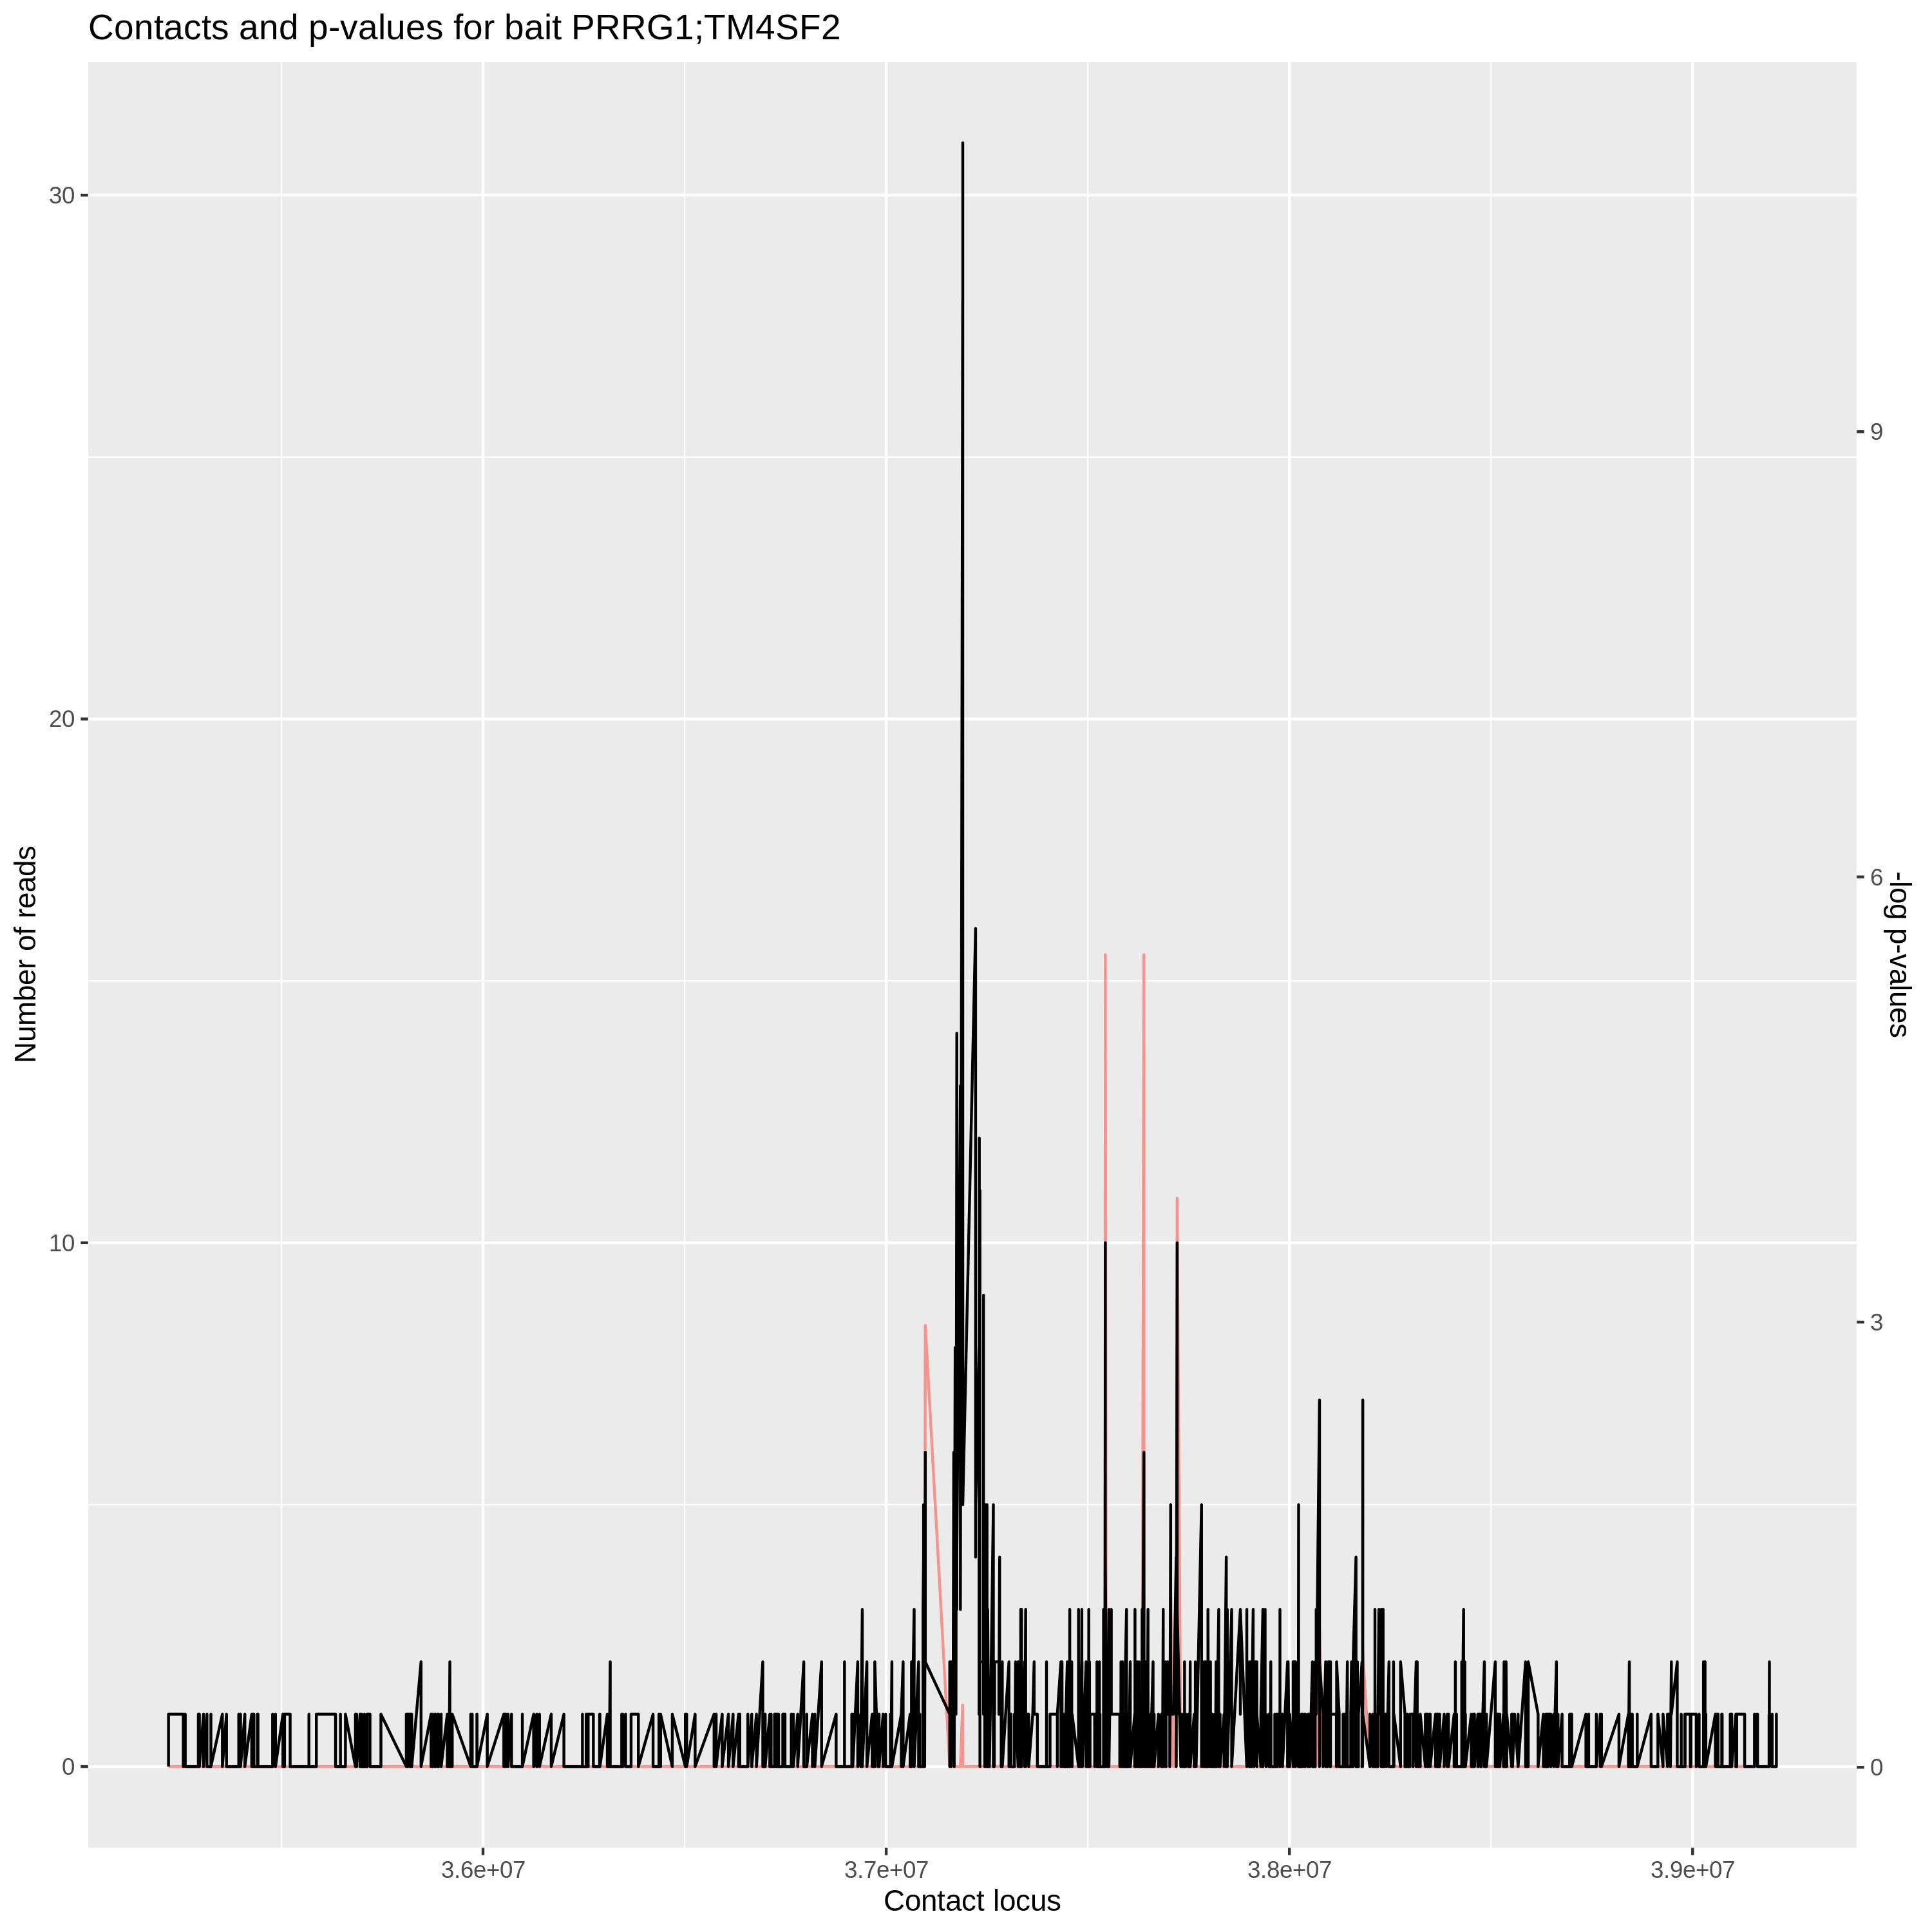 Contacts and p-values for bait PRRG1;TM4SF2
Number of reads
30
20
10
0
9
6
3
0
-log p-values
3.6e+07
3.7e+07
3.8e+07
3.9e+07
Contact locus